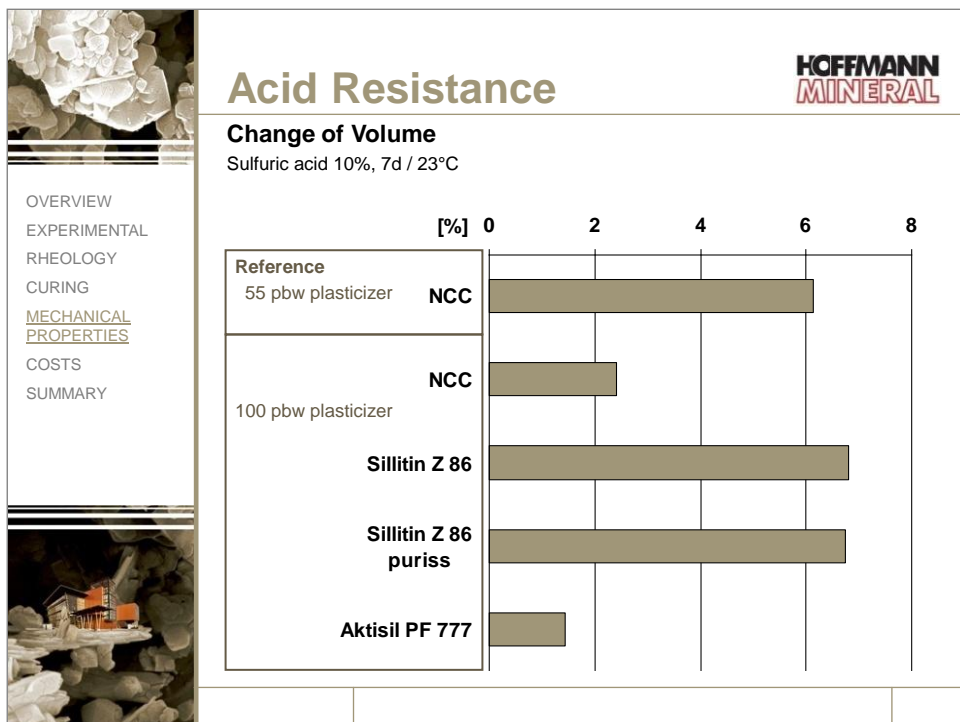 Acid Resistance
HOFFMANN
MINERAL
Change of Volume
Sulfuric acid 10%, 7d / 23°C
OVERVIEW
EXPERIMENTAL
RHEOLOGY
CURING
MECHANICAL
PROPERTIES
COSTS
SUMMARY
[%] 0 2 4 6 8
Reference
55 pbw plasticizer NCC
NCC
100 pbw plasticizer
Sillitin Z 86
Sillitin Z 86
puriss
Aktisil PF 777